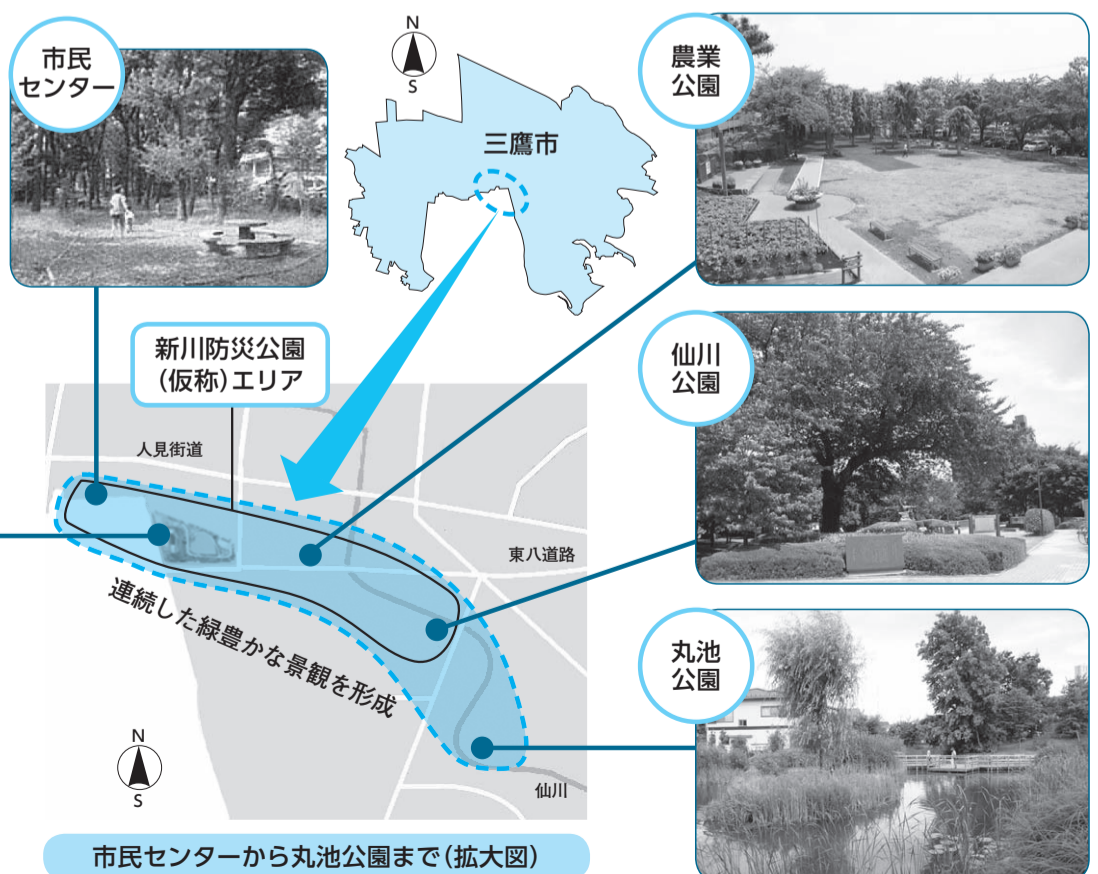 市民
センター
N
S
三鷹市
農業
公園
新川防災公園
(仮称)エリア
仙川
公園
人見街道
東八道路
連続した緑豊かな景観を形成
丸池
公園
N
S
仙川
市民センターから丸池公園まで(拡大図)